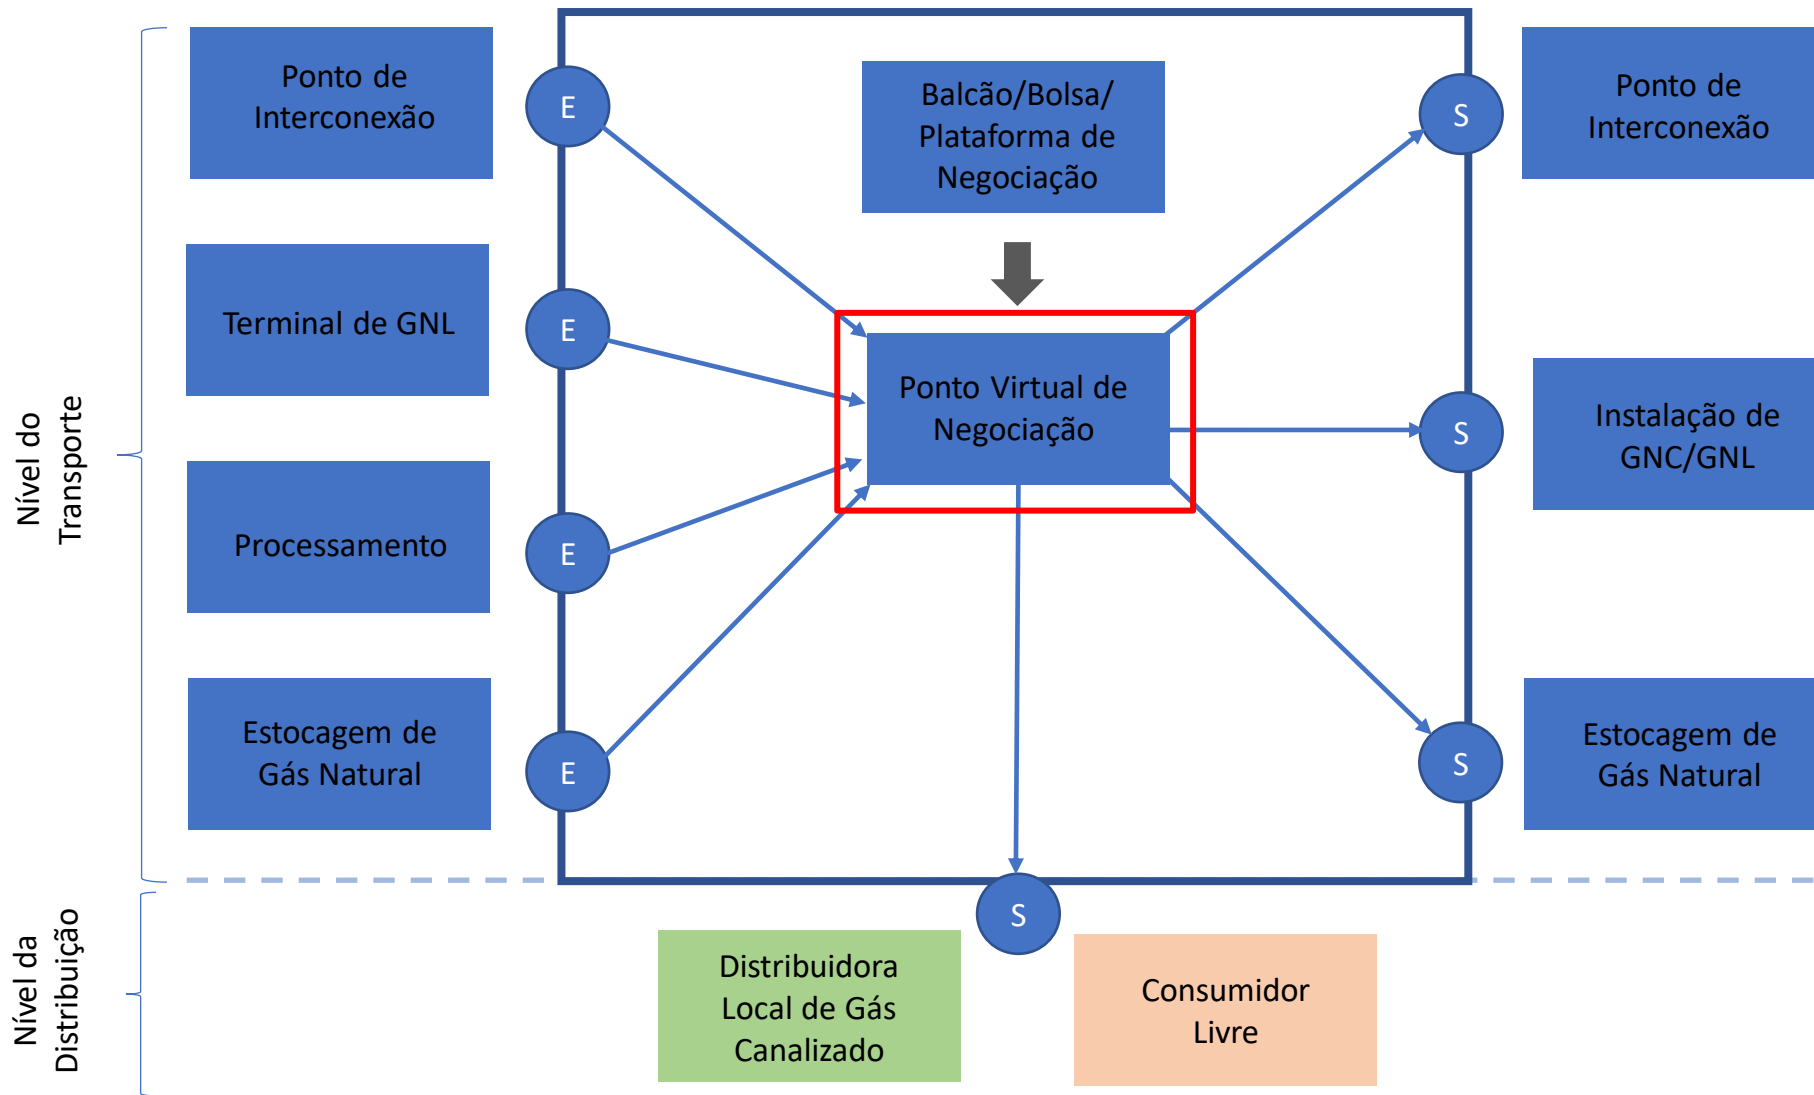 Nível do
Transporte
Nível da
Distribuição
Ponto de
Interconexão
E
Terminal de GNL
E
Processamento
E
Estocagem de
Gás Natural
E
Balcão/Bolsa/
Plataforma de
Negociação
Ponto Virtual de
Negociação
S
Ponto de
Interconexão
S
Instalação de
GNC/GNL
S
Estocagem de
Gás Natural
S
Distribuidora
Local de Gás
Canalizado
Consumidor
Livre